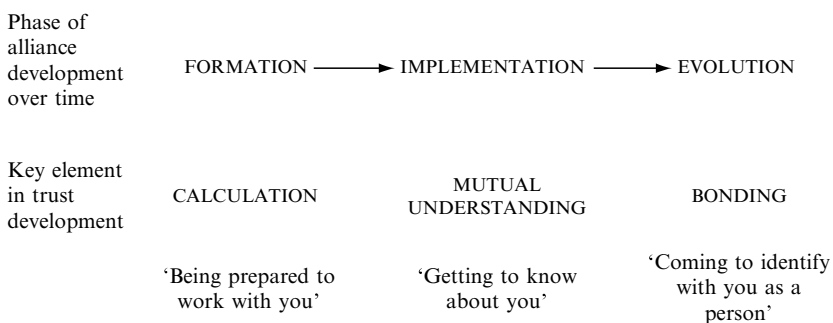 Phase of
alliance
development
over time
FORMATION
IMPLEMENTATION
EVOLUTION
Key element
in trust
development
CALCULATION
MUTUAL
UNDERSTANDING
BONDING
‘Being prepared to
work with you’
‘Getting to know
about you’
‘Coming to identify
with you as a
person’